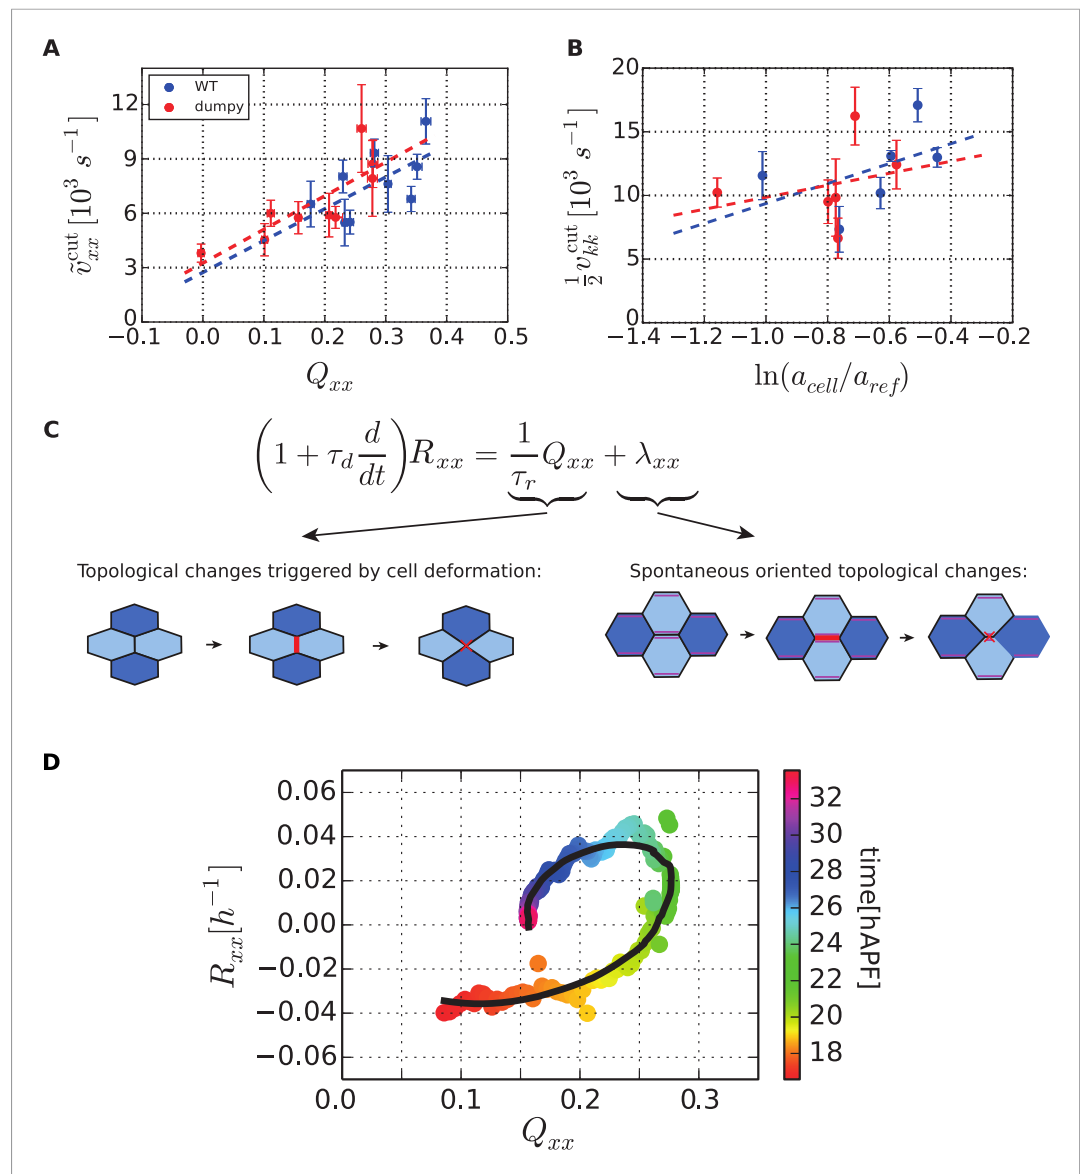 A
WT
dumpy
12
9
6
3
0
−0.1
0.0
0.1
0.2
0.3
0.4
0.5
ṽ_xx^cut [10³ s⁻¹]
Q_xx
B
20
15
10
5
0
−1.4
−1.2
−1.0
−0.8
−0.6
−0.4
−0.2
½ v_kk^cut [10³ s⁻¹]
ln(a_cell/a_ref)
C
(1 + τ_d d/dt) R_xx = 1/τ_r Q_xx + λ_xx
Topological changes triggered by cell deformation:
Spontaneous oriented topological changes:
D
0.06
0.04
0.02
0.00
−0.02
−0.04
−0.06
0.0
0.1
0.2
0.3
R_xx[h⁻¹]
Q_xx
32
30
28
26
24
22
20
18
time[hAPF]